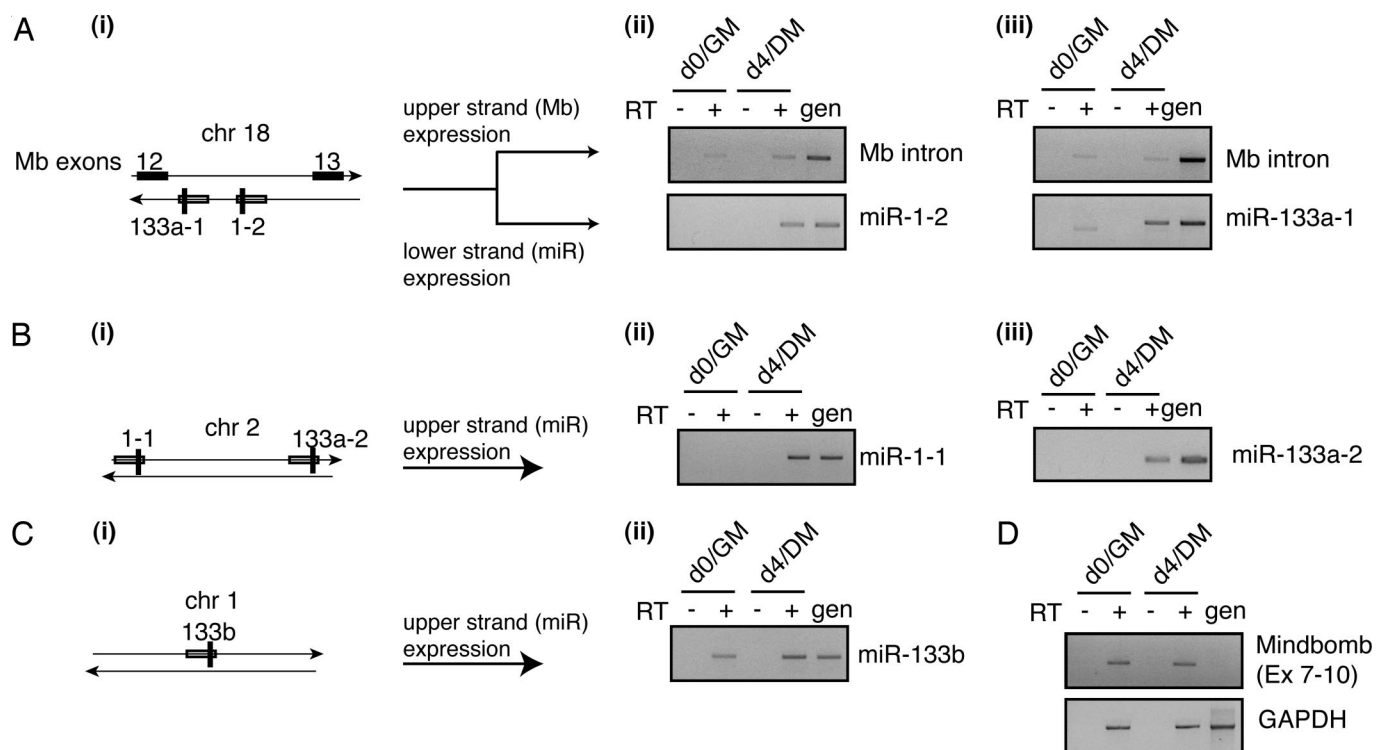 A
(i)
chr 18
Mb exons
12
13
133a-1
1-2
upper strand (Mb)
expression
lower strand (miR)
expression
(ii)
d0/GM
d4/DM
RT - + - + gen
Mb intron
miR-1-2
(iii)
d0/GM
d4/DM
RT - + - + gen
Mb intron
miR-133a-1
B
(i)
1-1
chr 2
133a-2
upper strand (miR)
expression
(ii)
d0/GM
d4/DM
RT - + - + gen
miR-1-1
(iii)
d0/GM
d4/DM
RT - + - + gen
miR-133a-2
C
(i)
chr 1
133b
upper strand (miR)
expression
(ii)
d0/GM
d4/DM
RT - + - + gen
miR-133b
D
d0/GM
d4/DM
RT - + - + gen
Mindbomb
(Ex 7-10)
GAPDH